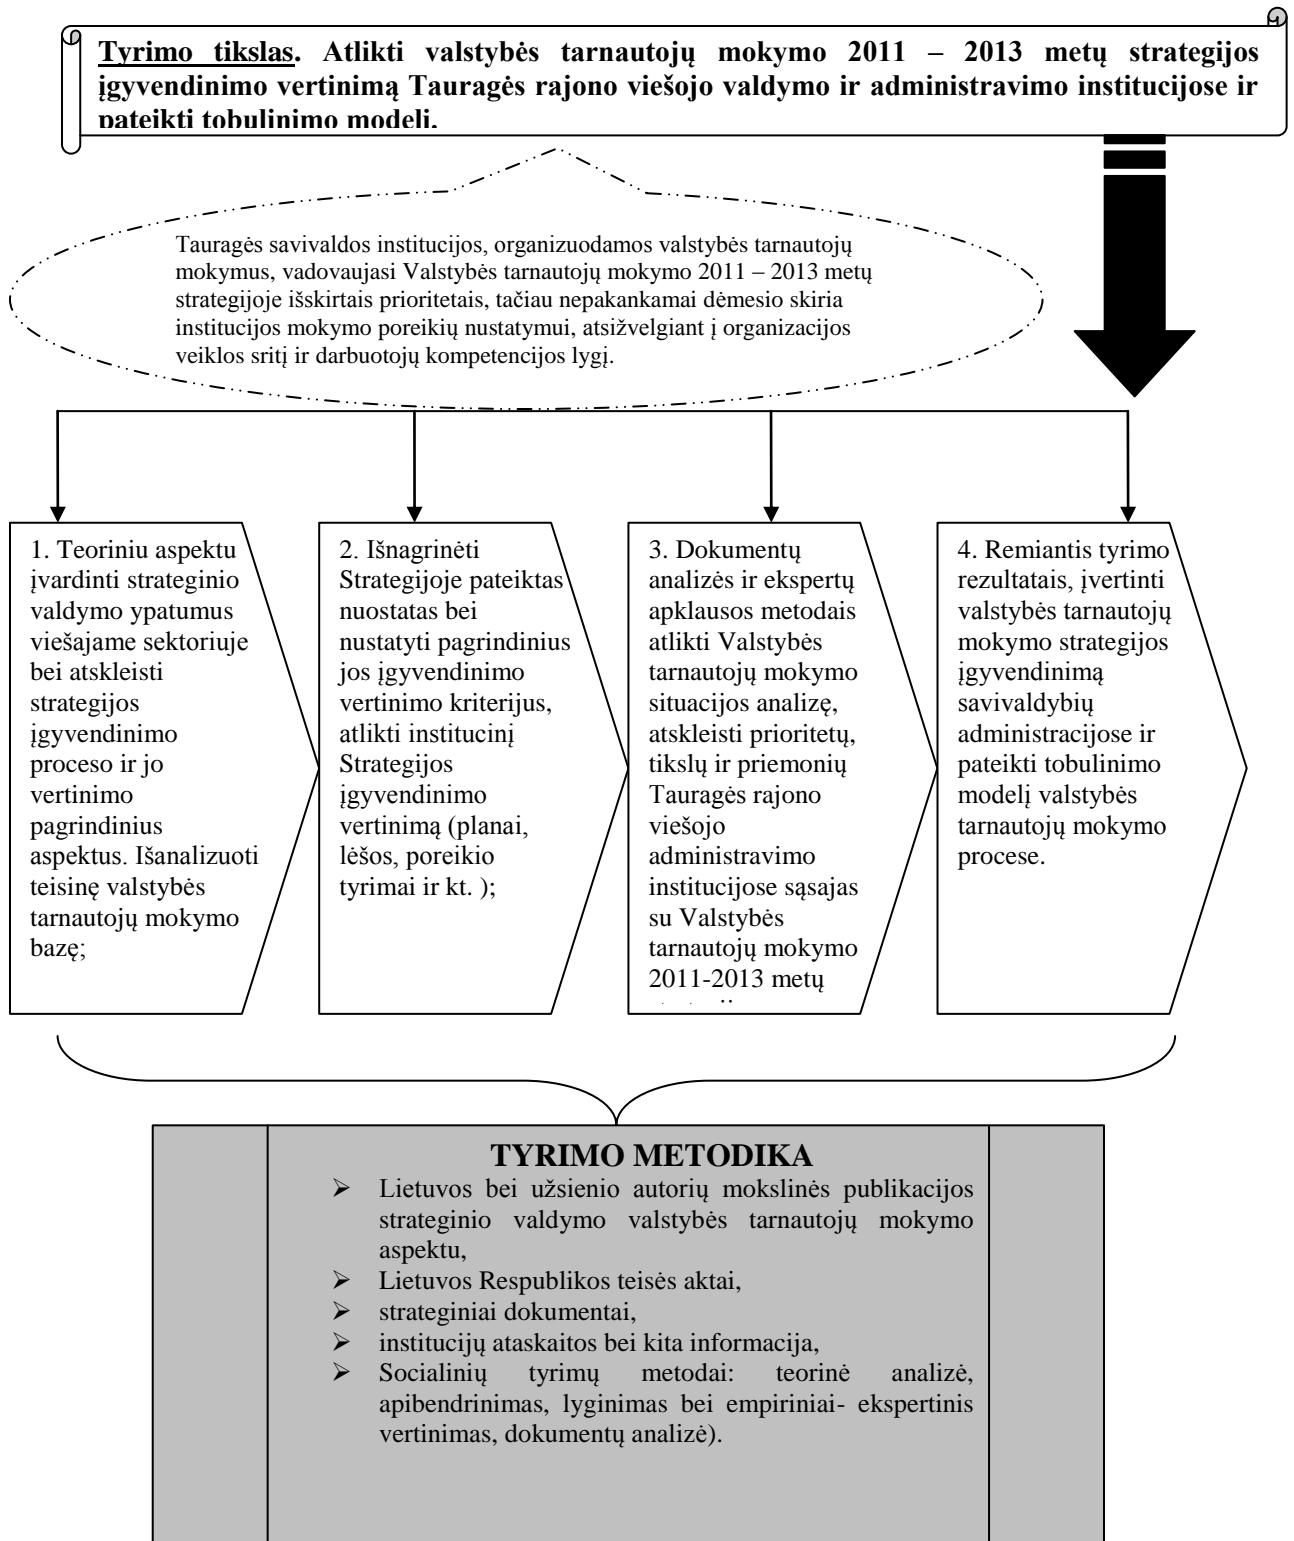 Tyrimo tikslas. Atlikti valstybės tarnautojų mokymo 2011 – 2013 metų strategijos
įgyvendinimo vertinimą Tauragės rajono viešojo valdymo ir administravimo institucijose ir
pateikti tobulinimo modelį.
Tauragės savivaldos institucijos, organizuodamos valstybės tarnautojų
mokymus, vadovaujasi Valstybės tarnautojų mokymo 2011 – 2013 metų
strategijoje išskirtais prioritetais, tačiau nepakankamai dėmesio skiria
institucijos mokymo poreikių nustatymui, atsižvelgiant į organizacijos
veiklos sritį ir darbuotojų kompetencijos lygį.
1. Teoriniu aspektu
įvardinti strateginio
valdymo ypatumus
viešajame sektoriuje
bei atskleisti
strategijos
įgyvendinimo
proceso ir jo
vertinimo
pagrindinius
aspektus. Išanalizuoti
teisinę valstybės
tarnautojų mokymo
bazę;
2. Išnagrinėti
Strategijoje pateiktas
nuostatas bei
nustatyti pagrindinius
jos įgyvendinimo
vertinimo kriterijus,
atlikti institucinį
Strategijos
įgyvendinimo
vertinimą (planai,
lėšos, poreikio
tyrimai ir kt. );
3. Dokumentų
analizės ir ekspertų
apklausos metodais
atlikti Valstybės
tarnautojų mokymo
situacijos analizę,
atskleisti prioritetų,
tikslų ir priemonių
Tauragės rajono
viešojo
administravimo
institucijose sąsajas
su Valstybės
tarnautojų mokymo
2011-2013 metų
4. Remiantis tyrimo
rezultatais, įvertinti
valstybės tarnautojų
mokymo strategijos
įgyvendinimą
savivaldybių
administracijose ir
pateikti tobulinimo
modelį valstybės
tarnautojų mokymo
procese.
TYRIMO METODIKA
➢ Lietuvos bei užsienio autorių mokslinės publikacijos
strateginio valdymo valstybės tarnautojų mokymo
aspektu,
➢ Lietuvos Respublikos teisės aktai,
➢ strateginiai dokumentai,
➢ institucijų ataskaitos bei kita informacija,
➢ Socialinių tyrimų metodai: teorinė analizė,
apibendrinimas, lyginimas bei empiriniai- ekspertinis
vertinimas, dokumentų analizė).